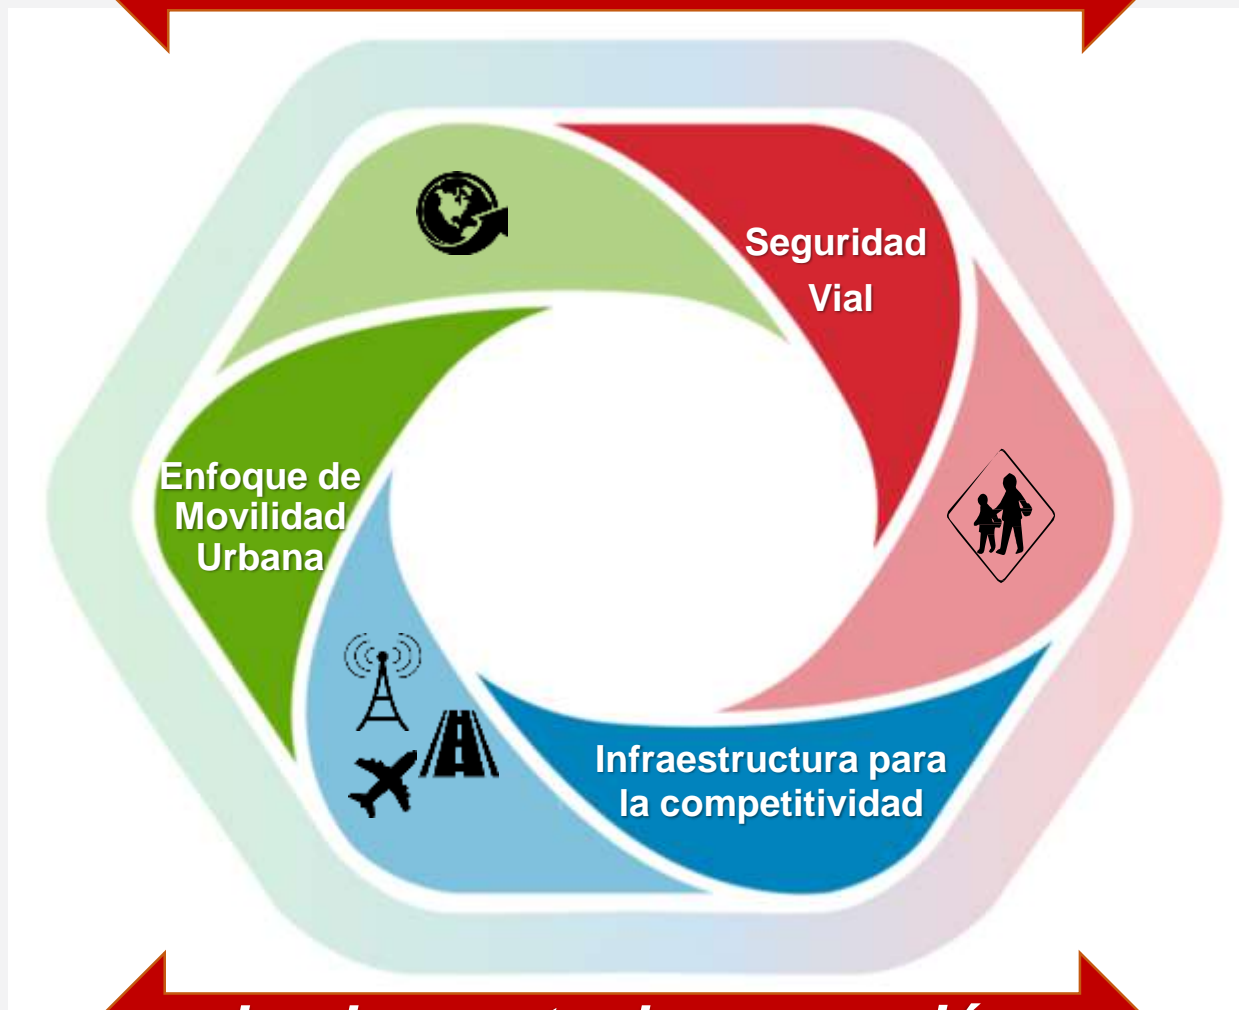 Seguridad
Vial
Enfoque de
Movilidad
Urbana
Infraestructura para
la competitividad